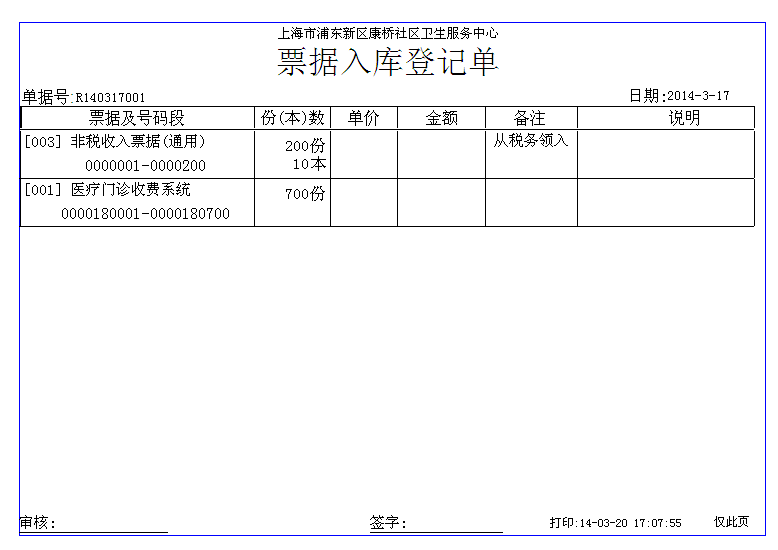 上海市浦东新区康桥社区卫生服务中心
票据入库登记单
单据号:R140317001 日期:2014-3-17
票据及号码段 份(本)数 单价 金额 备注 说明
[003] 非税收入票据(通用) 200份 从税务领入
0000001-0000200 10本
[001] 医疗门诊收费系统 700份
0000180001-0000180700
审核: 签字: 打印:14-03-20 17:07:55 仅此页